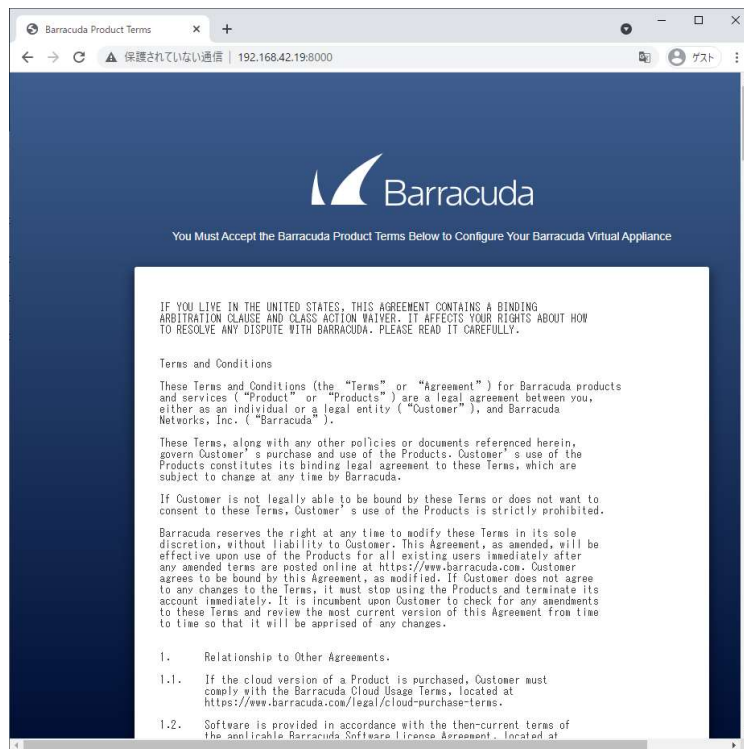 Barracuda Product Terms
保護されていない通信 | 192.168.42.19:8000
ゲスト
Barracuda
You Must Accept the Barracuda Product Terms Below to Configure Your Barracuda Virtual Appliance
IF YOU LIVE IN THE UNITED STATES, THIS AGREEMENT CONTAINS A BINDING
ARBITRATION CLAUSE AND CLASS ACTION WAIVER. IT AFFECTS YOUR RIGHTS ABOUT HOW
TO RESOLVE ANY DISPUTE WITH BARRACUDA. PLEASE READ IT CAREFULLY.
Terms and Conditions
These Terms and Conditions (the “Terms” or “Agreement”) for Barracuda products
and services (“Product” or “Products”) are a legal agreement between you,
either as an individual or a legal entity (“Customer”), and Barracuda
Networks, Inc. (“Barracuda”).
These Terms, along with any other policies or documents referenced herein,
govern Customer’s purchase and use of the Products. Customer’s use of the
Products constitutes its binding legal agreement to these Terms, which are
subject to change at any time by Barracuda.
If Customer is not legally able to be bound by these Terms or does not want to
consent to these Terms, Customer’s use of the Products is strictly prohibited.
Barracuda reserves the right at any time to modify these Terms in its sole
discretion, without liability to Customer. This Agreement, as amended, will be
effective upon use of the Products for all existing users immediately after
any amended terms are posted online at https://www.barracuda.com. Customer
agrees to be bound by this Agreement, as modified. If Customer does not agree
to any changes to the Terms, it must stop using the Products and terminate its
account immediately. It is incumbent upon Customer to check for any amendments
to these Terms and review the most current version of this Agreement from time
to time so that it will be apprised of any changes.
1. Relationship to Other Agreements.
1.1. If the cloud version of a Product is purchased, Customer must
comply with the Barracuda Cloud Usage Terms, located at
https://www.barracuda.com/legal/cloud-purchase-terms.
1.2. Software is provided in accordance with the then-current terms of
the applicable Barracuda Software License Agreement, located at